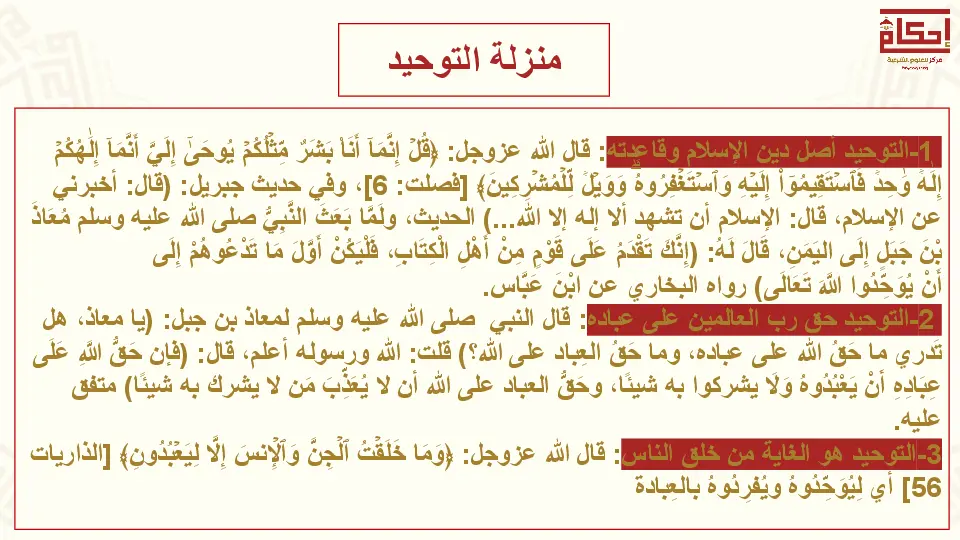 إحكام
مركز للعلوم الشرعية
منزلة التوحيد
1-التوحيد أصل دين الإسلام وقاعدته: قال الله عزوجل: ﴿قُلۡ إِنَّمَآ أَنَا۠ بَشَرٞ مِّثۡلُكُمۡ يُوحَىٰٓ إِلَيَّ أَنَّمَآ إِلَٰهُكُمۡ
إِلَٰهٞ وَٰحِدٞ فَٱسۡتَقِيمُوٓاْ إِلَيۡهِ وَٱسۡتَغۡفِرُوهُۗ وَوَيۡلٞ لِّلۡمُشۡرِكِينَ﴾ [فصلت: 6]، وفي حديث جبريل: (قال: أخبرني
عن الإسلام، قال: الإسلام أن تشهد ألا إله إلا الله...) الحديث، ولَمَّا بَعَثَ النَّبِيُّ صلى الله عليه وسلم مُعَاذَ
بْنَ جَبَلٍ إِلَى اليَمَنِ، قَالَ لَهُ: (إِنَّكَ تَقْدَمُ عَلَى قَوْمٍ مِنْ أَهْلِ الْكِتَابِ، فَلْيَكُنْ أَوَّلَ مَا تَدْعُوهُمْ إِلَى
أَنْ يُوَحِّدُوا اللَّهَ تَعَالَى) رواه البخاري عن ابْنَ عَبَّاس.
2-التوحيد حق رب العالمين على عباده: قال النبي صلى الله عليه وسلم لمعاذ بن جبل: (يا معاذ، هل
تَدري ما حَقُ الله على عباده، وما حَقُ العِباد على الله؟) قلت: الله ورسوله أعلم، قال: (فإن حَقُّ اللَّهِ عَلَى
عِبَادِهِ أَنْ يَعْبُدُوهُ وَلَا يشركوا به شيئًا، وحَقُّ العباد على الله أن لا يُعَذِّبَ مَن لا يشرك به شيئًا) متفق
عليه.
3-التوحيد هو الغاية من خلق الناس: قال الله عزوجل: ﴿وَمَا خَلَقۡتُ ٱلۡجِنَّ وَٱلۡإِنسَ إِلَّا لِيَعۡبُدُونِ﴾ [الذاريات
56] أي لِيُوَحِّدُوهُ ويُفرِدُوهُ بالعِبادة